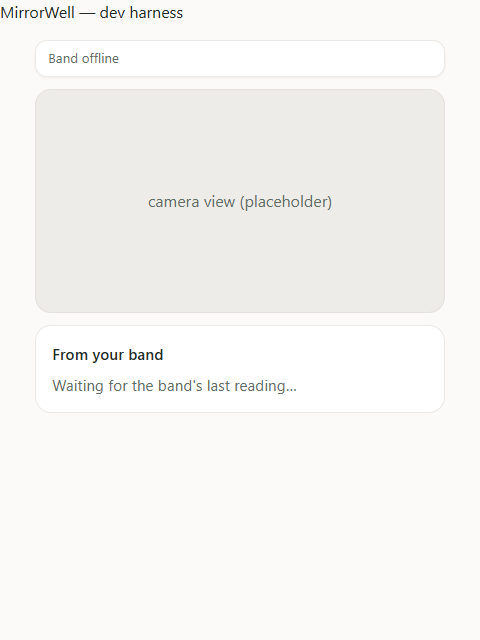 MirrorWell — dev harness
Band offline
camera view (placeholder)
From your band
Waiting for the band's last reading...